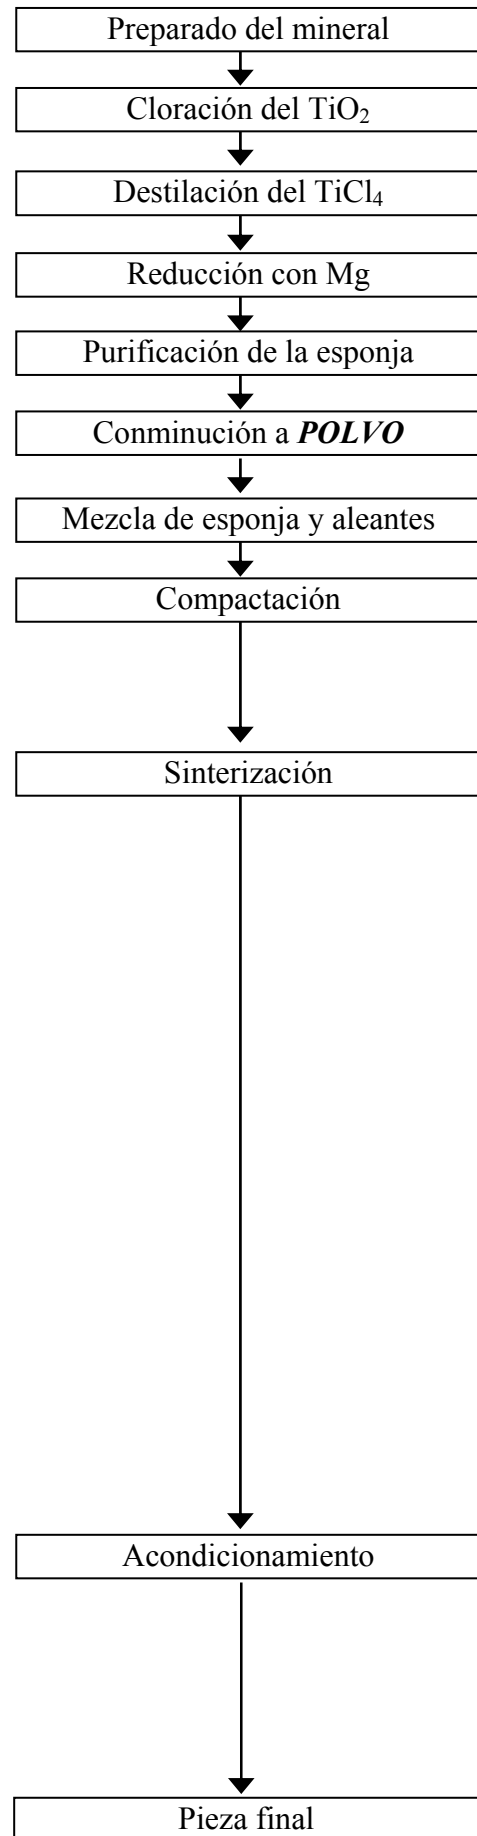 Preparado del mineral
Cloración del TiO₂
Destilación del TiCl₄
Reducción con Mg
Purificación de la esponja
Conminución a POLVO
Mezcla de esponja y aleantes
Compactación
Sinterización
Acondicionamiento
Pieza final